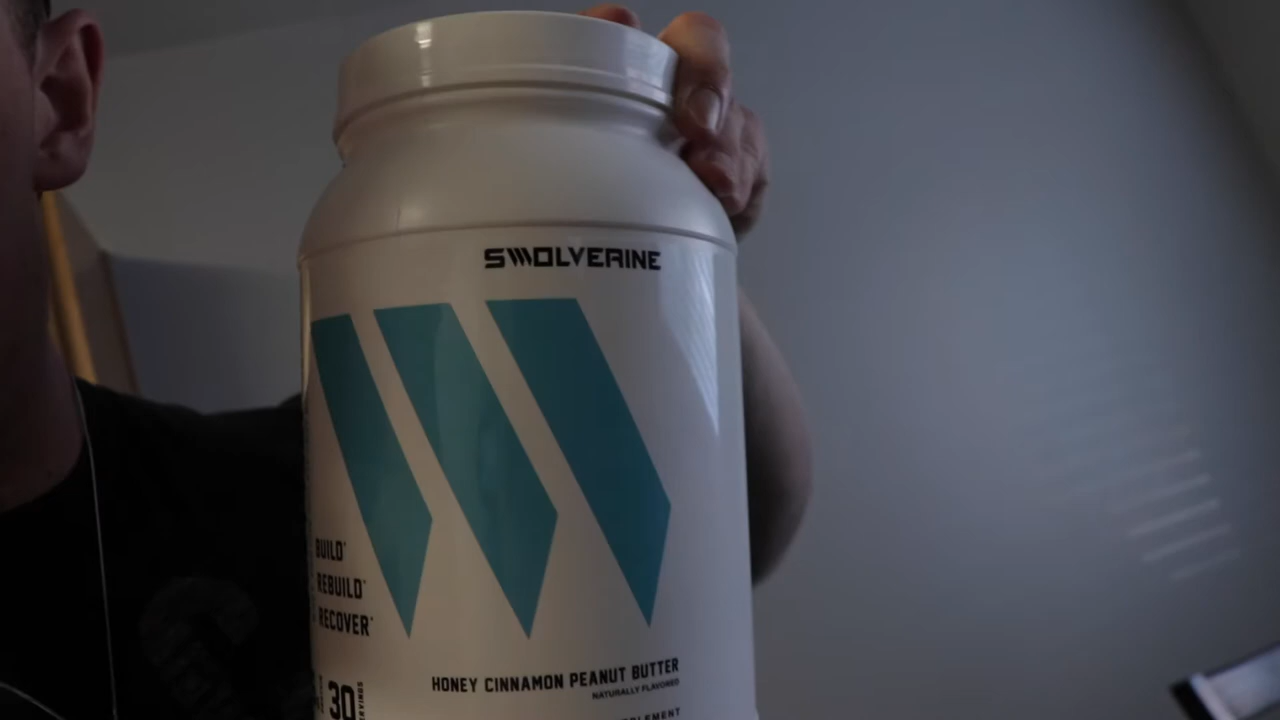 SWOLVERINE
BUILD*
REBUILD*
RECOVER*
HONEY CINNAMON PEANUT BUTTER
NATURALLY FLAVORED
30